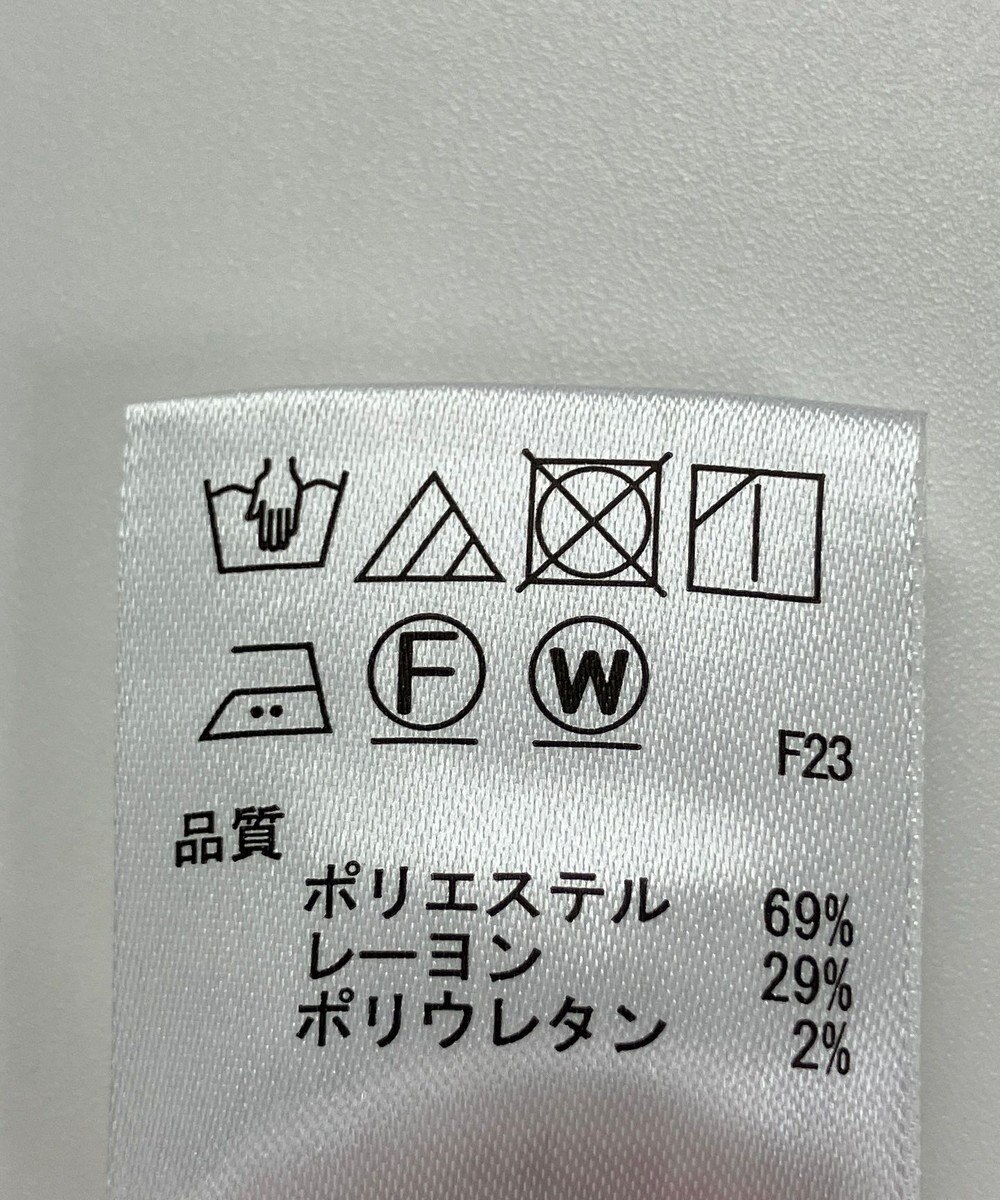 F W
F23
品質
ポリエステル 69%
レーヨン 29%
ポリウレタン 2%